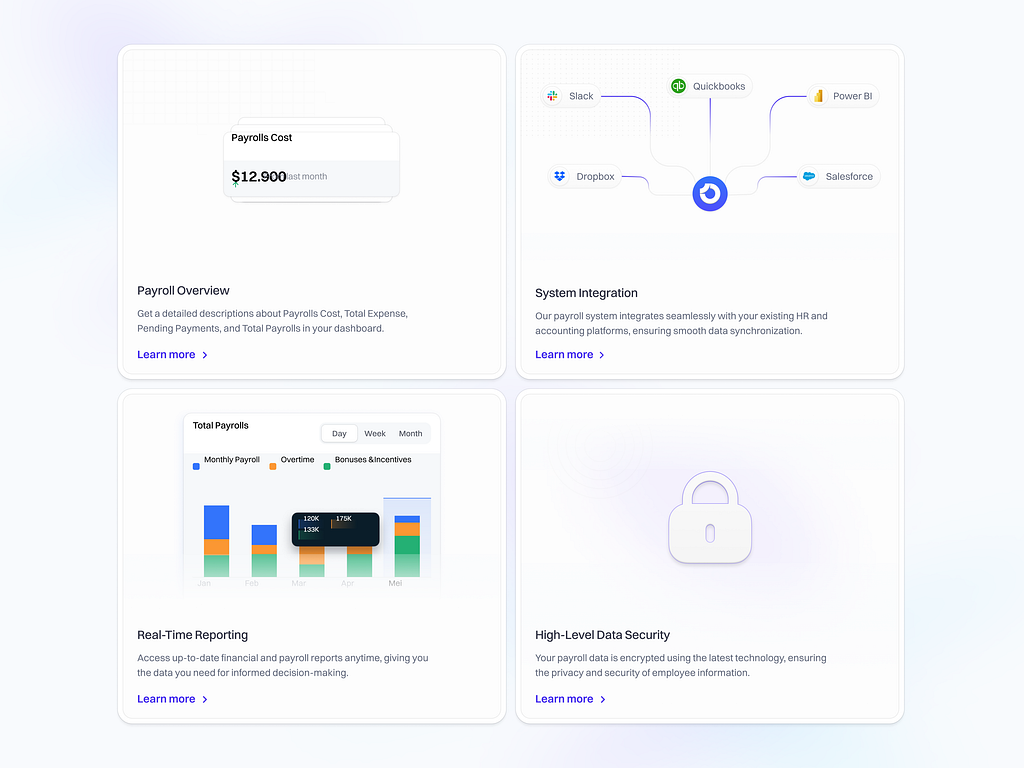 Payrolls Cost
$12.900 last month
Payroll Overview
Get a detailed descriptions about Payrolls Cost, Total Expense,
Pending Payments, and Total Payrolls in your dashboard.
Learn more
Slack
Quickbooks
Power BI
Dropbox
Salesforce
System Integration
Our payroll system integrates seamlessly with your existing HR and
accounting platforms, ensuring smooth data synchronization.
Learn more
Total Payrolls
Day Week Month
Monthly Payroll Overtime Bonuses &Incentives
120K 175K
133K
Jan Feb Mar Apr Mei
Real-Time Reporting
Access up-to-date financial and payroll reports anytime, giving you
the data you need for informed decision-making.
Learn more
High-Level Data Security
Your payroll data is encrypted using the latest technology, ensuring
the privacy and security of employee information.
Learn more